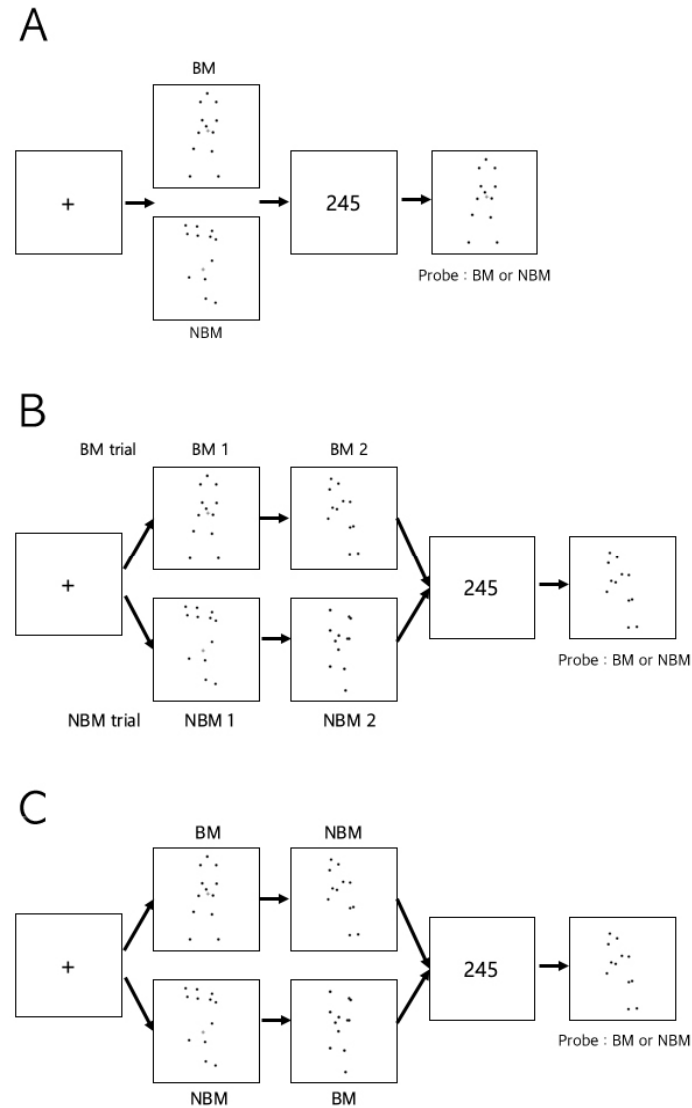 A
BM
+
245
NBM
Probe : BM or NBM
B
BM trial
BM 1
BM 2
+
245
Probe : BM or NBM
NBM trial
NBM 1
NBM 2
C
BM
NBM
+
245
Probe : BM or NBM
NBM
BM